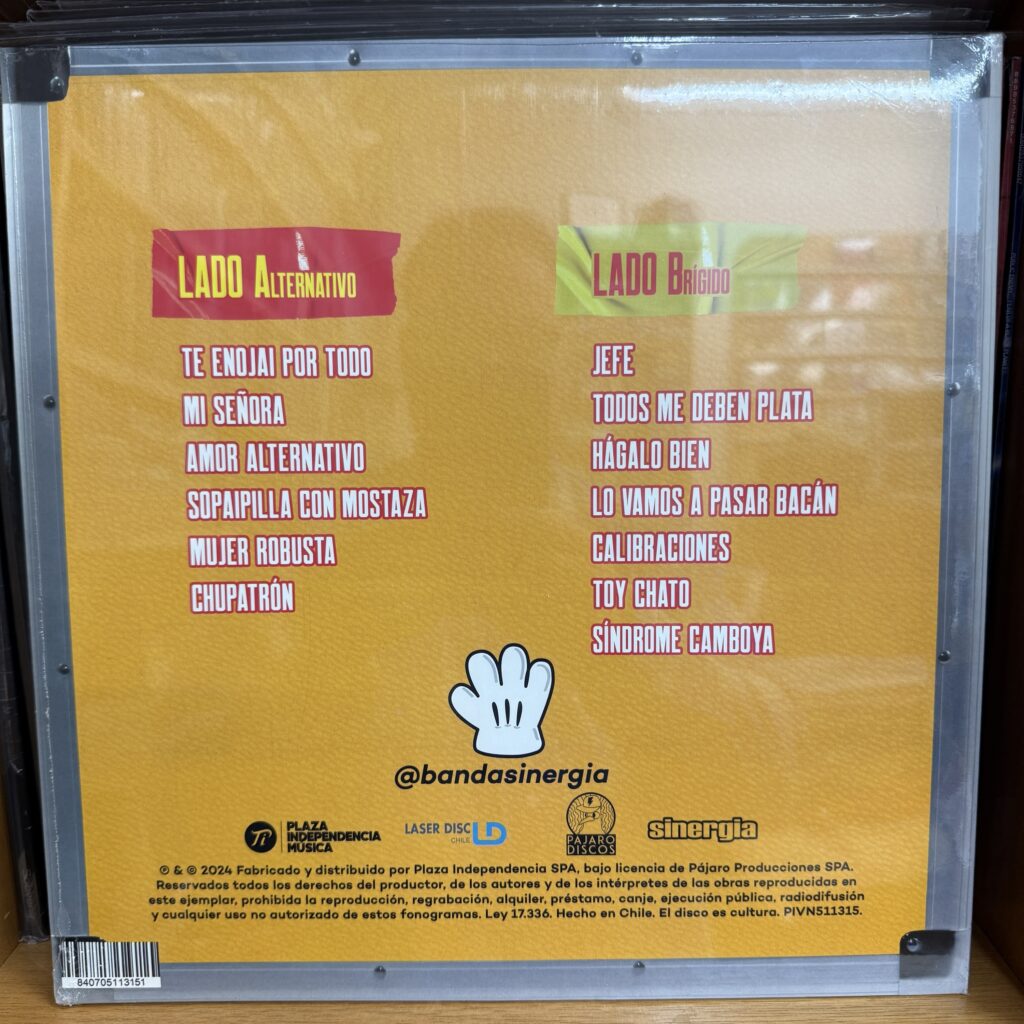 LADO ALTERNATIVO
TE ENOJAI POR TODO
MI SEÑORA
AMOR ALTERNATIVO
SOPAIPILLA CON MOSTAZA
MUJER ROBUSTA
CHUPATRÓN
LADO BRÍGIDO
JEFE
TODOS ME DEBEN PLATA
HÁGALO BIEN
LO VAMOS A PASAR BACÁN
CALIBRACIONES
TOY CHATO
SÍNDROME CAMBOYA
@bandasinergia
PLAZA
INDEPENDENCIA
MÚSICA
LASER DISC
CHILE
LD
PÁJARO
DISCOS
sinergia
℗ & © 2024 Fabricado y distribuido por Plaza Independencia SPA, bajo licencia de Pájaro Producciones SPA.
Reservados todos los derechos del productor, de los autores y de los intérpretes de las obras reproducidas en
este ejemplar, prohibida la reproducción, regrabación, alquiler, préstamo, canje, ejecución pública, radiodifusión
y cualquier uso no autorizado de estos fonogramas. Ley 17.336. Hecho en Chile. El disco es cultura. PIVN511315.
840705113151